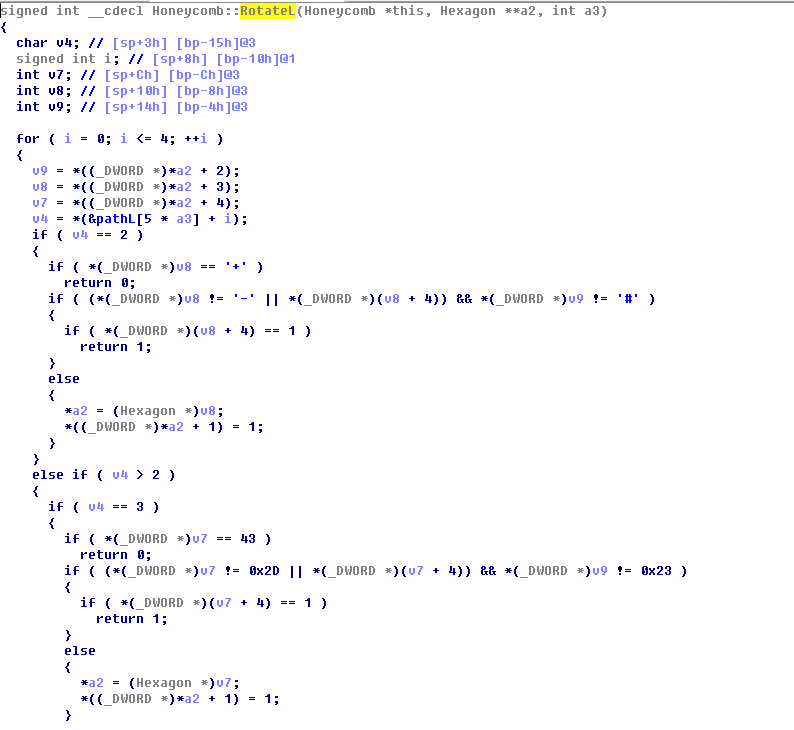 signed int __cdecl Honeycomb::RotateL(Honeycomb *this, Hexagon **a2, int a3)
{
  char v4; // [sp+3h] [bp-15h]@3
  signed int i; // [sp+8h] [bp-10h]@1
  int v7; // [sp+Ch] [bp-Ch]@3
  int v8; // [sp+10h] [bp-8h]@3
  int v9; // [sp+14h] [bp-4h]@3

  for ( i = 0; i <= 4; ++i )
  {
    v9 = *((_DWORD *)*a2 + 2);
    v8 = *((_DWORD *)*a2 + 3);
    v7 = *((_DWORD *)*a2 + 4);
    v4 = *(&pathL[5 * a3] + i);
    if ( v4 == 2 )
    {
      if ( *(_DWORD *)v8 == '+' )
        return 0;
      if ( (*(_DWORD *)v8 != '-' || *(_DWORD *)(v8 + 4)) && *(_DWORD *)v9 != '#' )
      {
        if ( *(_DWORD *)(v8 + 4) == 1 )
          return 1;
      }
      else
      {
        *a2 = (Hexagon *)v8;
        *((_DWORD *)*a2 + 1) = 1;
      }
    }
    else if ( v4 > 2 )
    {
      if ( v4 == 3 )
      {
        if ( *(_DWORD *)v7 == 43 )
          return 0;
        if ( (*(_DWORD *)v7 != 0x2D || *(_DWORD *)(v7 + 4)) && *(_DWORD *)v9 != 0x23 )
        {
          if ( *(_DWORD *)(v7 + 4) == 1 )
            return 1;
        }
        else
        {
          *a2 = (Hexagon *)v7;
          *((_DWORD *)*a2 + 1) = 1;
        }